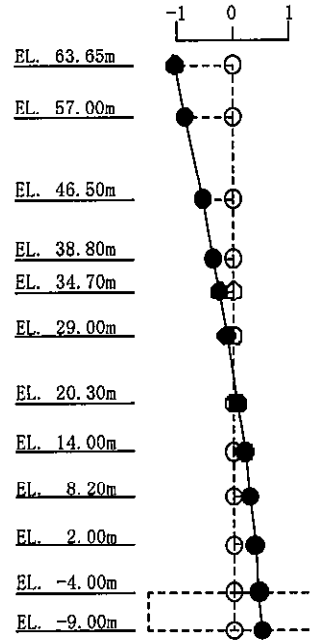 -1 0 1
EL. 63.65m
EL. 57.00m
EL. 46.50m
EL. 38.80m
EL. 34.70m
EL. 29.00m
EL. 20.30m
EL. 14.00m
EL. 8.20m
EL. 2.00m
EL. -4.00m
EL. -9.00m